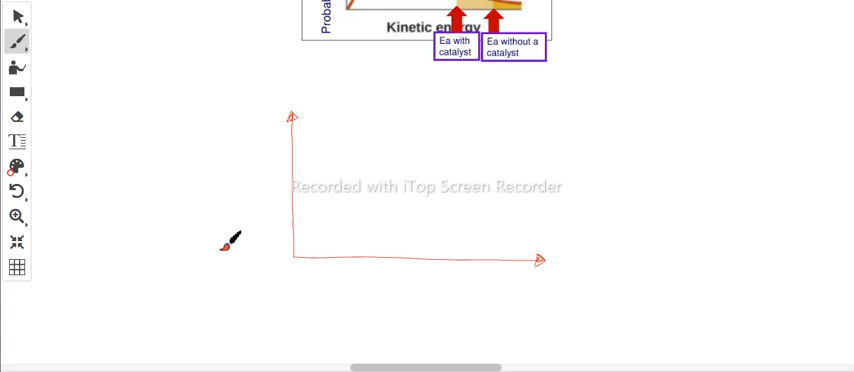 Probal
Kinetic energy
Ea with
catalyst
Ea without a
catalyst
Recorded with iTop Screen Recorder
T